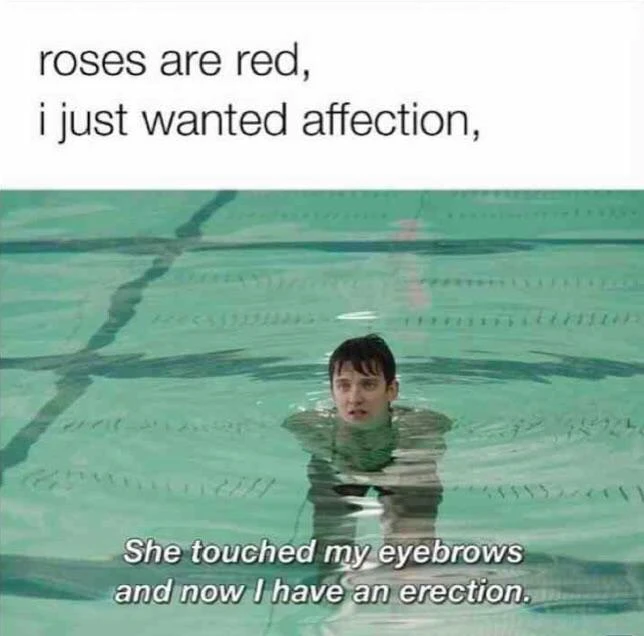 roses are red,
i just wanted affection,
She touched my eyebrows
and now I have an erection.